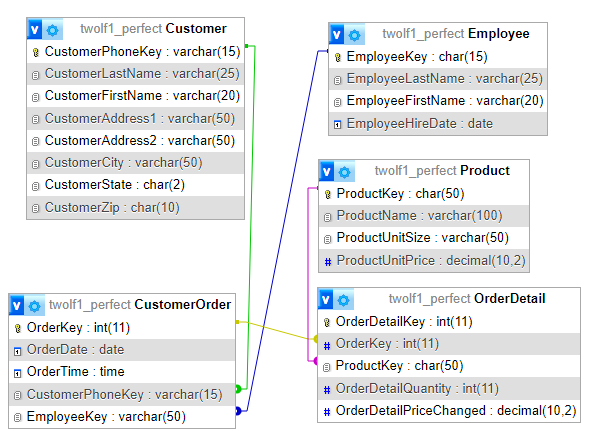 twolf1_perfect Customer
CustomerPhoneKey : varchar(15)
CustomerLastName : varchar(25)
CustomerFirstName : varchar(20)
CustomerAddress1 : varchar(50)
CustomerAddress2 : varchar(50)
CustomerCity : varchar(50)
CustomerState : char(2)
CustomerZip : char(10)
twolf1_perfect Employee
EmployeeKey : char(15)
EmployeeLastName : varchar(25)
EmployeeFirstName : varchar(20)
EmployeeHireDate : date
twolf1_perfect Product
ProductKey : char(50)
ProductName : varchar(100)
ProductUnitSize : varchar(50)
# ProductUnitPrice : decimal(10,2)
twolf1_perfect CustomerOrder
OrderKey : int(11)
OrderDate : date
OrderTime : time
CustomerPhoneKey : varchar(15)
EmployeeKey : varchar(50)
twolf1_perfect OrderDetail
OrderDetailKey : int(11)
# OrderKey : int(11)
ProductKey : char(50)
# OrderDetailQuantity : int(11)
# OrderDetailPriceChanged : decimal(10,2)